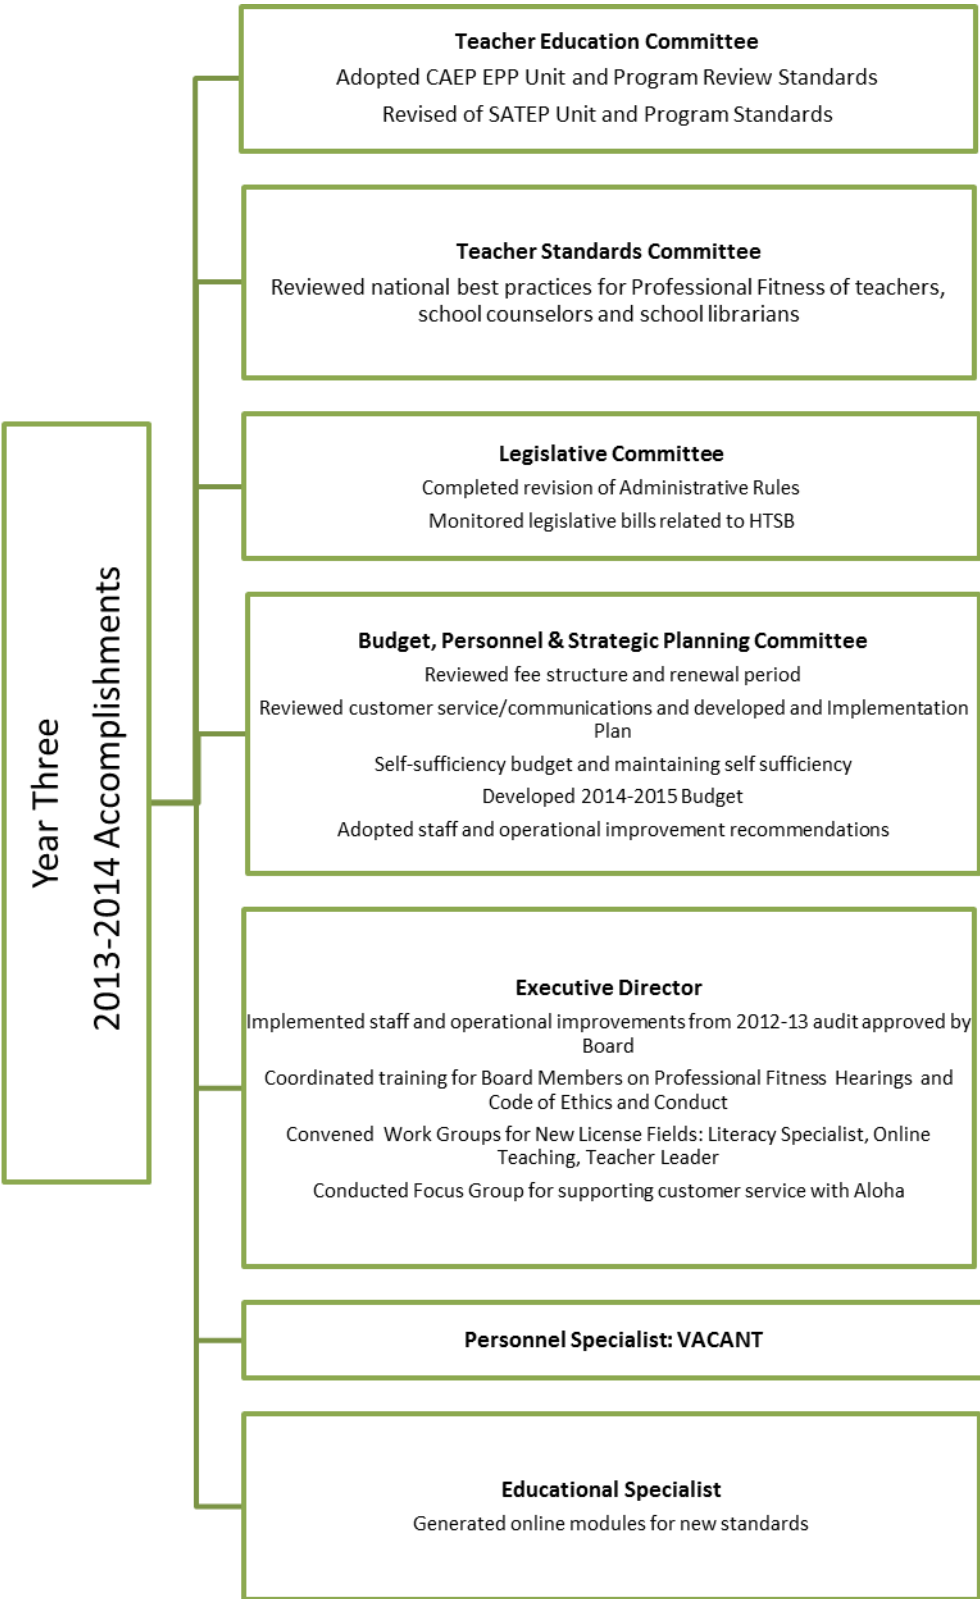 Year Three
2013-2014 Accomplishments
Teacher Education Committee
Adopted CAEP EPP Unit and Program Review Standards
Revised of SATEP Unit and Program Standards
Teacher Standards Committee
Reviewed national best practices for Professional Fitness of teachers,
school counselors and school librarians
Legislative Committee
Completed revision of Administrative Rules
Monitored legislative bills related to HTSB
Budget, Personnel & Strategic Planning Committee
Reviewed fee structure and renewal period
Reviewed customer service/communications and developed and Implementation
Plan
Self-sufficiency budget and maintaining self sufficiency
Developed 2014-2015 Budget
Adopted staff and operational improvement recommendations
Executive Director
Implemented staff and operational improvements from 2012-13 audit approved by
Board
Coordinated training for Board Members on Professional Fitness Hearings and
Code of Ethics and Conduct
Convened Work Groups for New License Fields: Literacy Specialist, Online
Teaching, Teacher Leader
Conducted Focus Group for supporting customer service with Aloha
Personnel Specialist: VACANT
Educational Specialist
Generated online modules for new standards